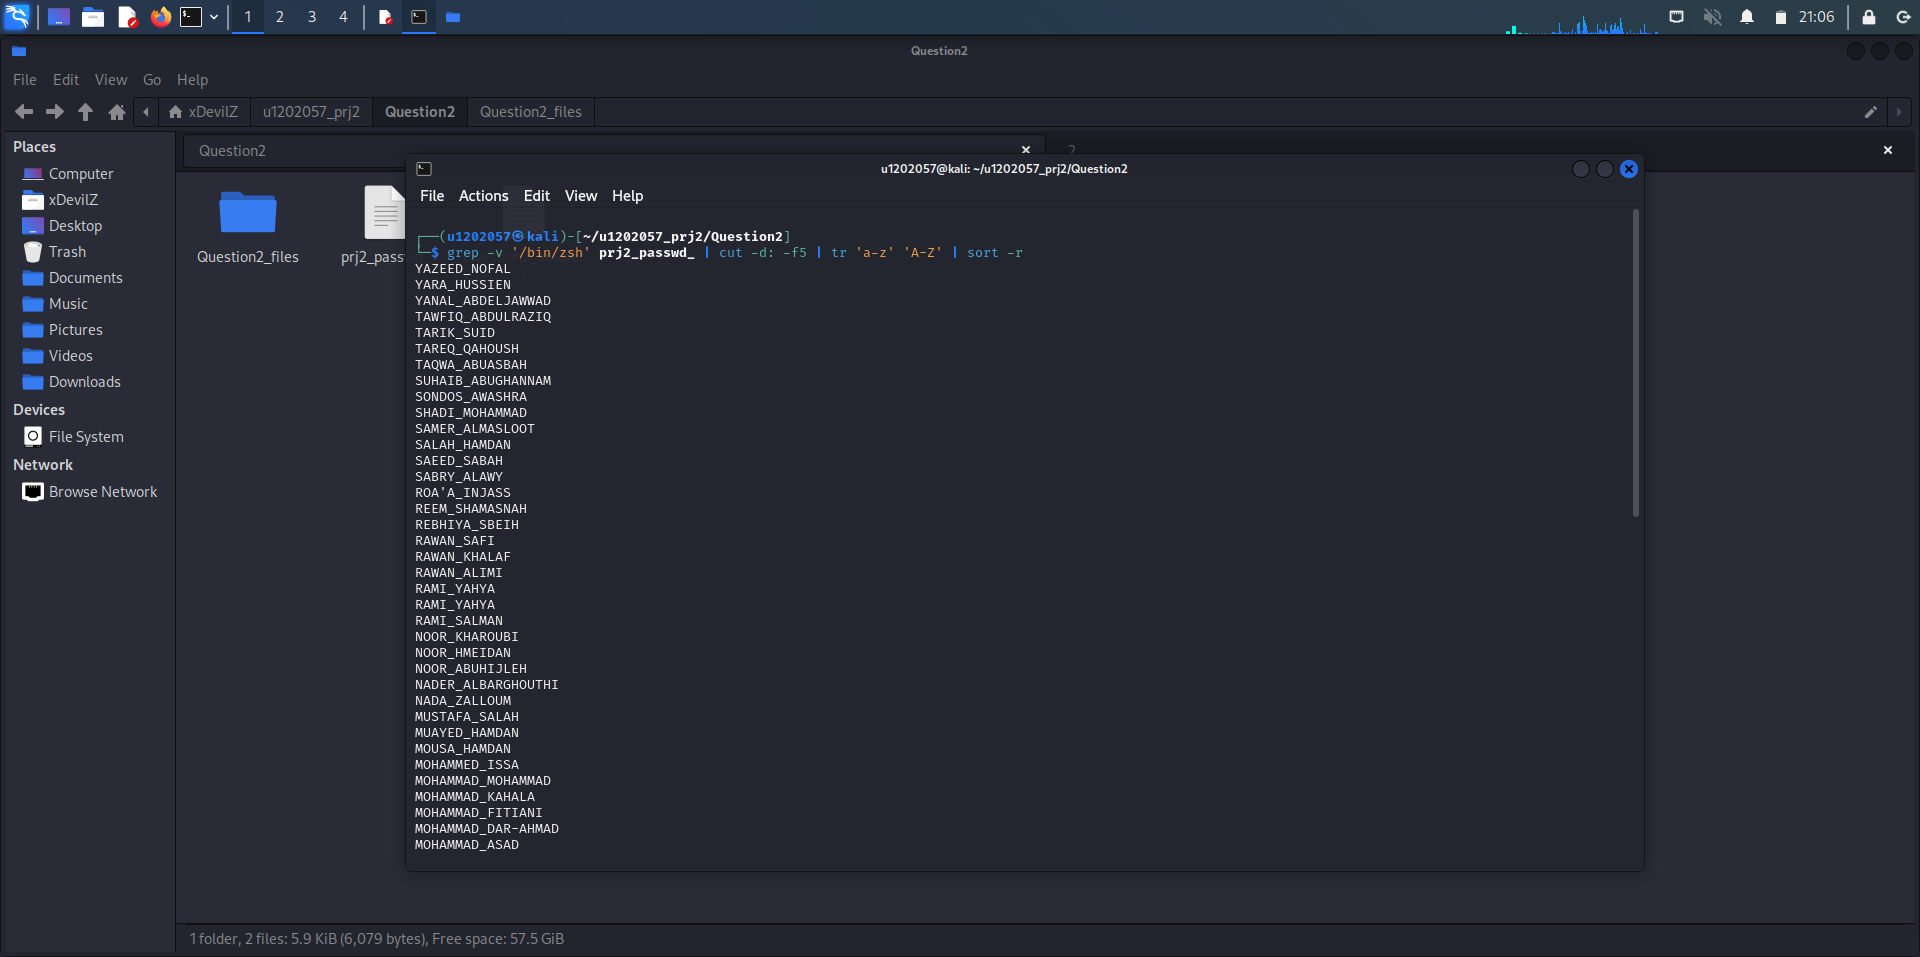 1 2 3 4
21:06
Question2
File Edit View Go Help
xDevilZ u1202057_prj2 Question2 Question2_files
Places
Computer
xDevilZ
Desktop
Trash
Documents
Music
Pictures
Videos
Downloads
Devices
File System
Network
Browse Network
Question2
2
Question2_files
prj2_pass
u1202057@kali: ~/u1202057_prj2/Question2
File Actions Edit View Help
┌──(u1202057㉿kali)-[~/u1202057_prj2/Question2]
└─$ grep -v '/bin/zsh' prj2_passwd_ | cut -d: -f5 | tr 'a-z' 'A-Z' | sort -r
YAZEED_NOFAL
YARA_HUSSIEN
YANAL_ABDELJAWWAD
TAWFIQ_ABDULRAZIQ
TARIK_SUID
TAREQ_QAHOUSH
TAQWA_ABUASBAH
SUHAIB_ABUGHANNAM
SONDOS_AWASHRA
SHADI_MOHAMMAD
SAMER_ALMASLOOT
SALAH_HAMDAN
SAEED_SABAH
SABRY_ALAWY
ROA'A_INJASS
REEM_SHAMASNAH
REBHIYA_SBEIH
RAWAN_SAFI
RAWAN_KHALAF
RAWAN_ALIMI
RAMI_YAHYA
RAMI_YAHYA
RAMI_SALMAN
NOOR_KHAROUBI
NOOR_HMEIDAN
NOOR_ABUHIJLEH
NADER_ALBARGHOUTHI
NADA_ZALLOUM
MUSTAFA_SALAH
MUAYED_HAMDAN
MOUSA_HAMDAN
MOHAMMED_ISSA
MOHAMMAD_MOHAMMAD
MOHAMMAD_KAHALA
MOHAMMAD_FITIANI
MOHAMMAD_DAR-AHMAD
MOHAMMAD_ASAD
1 folder, 2 files: 5.9 KiB (6,079 bytes), Free space: 57.5 GiB